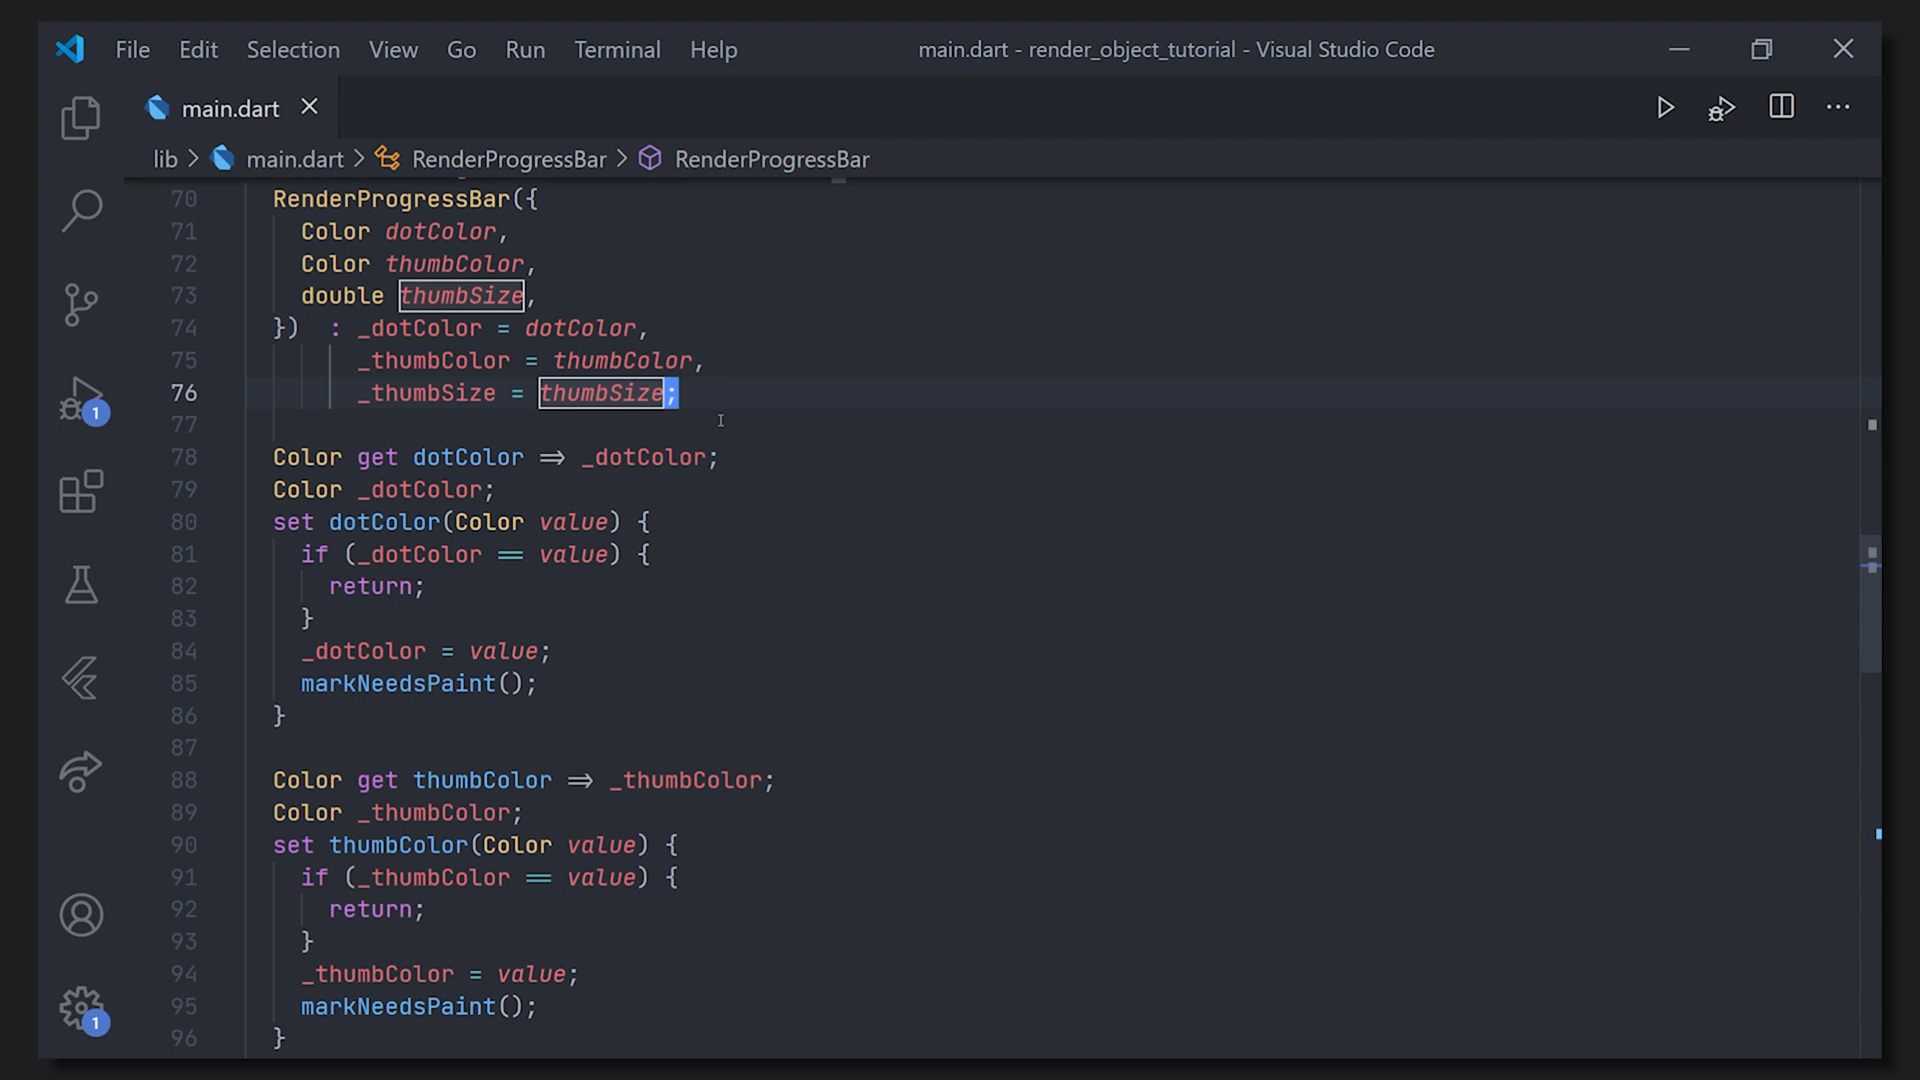 File Edit Selection View Go Run Terminal Help main.dart - render_object_tutorial - Visual Studio Code
main.dart
lib > main.dart > RenderProgressBar > RenderProgressBar
70 RenderProgressBar({
71 Color dotColor,
72 Color thumbColor,
73 double thumbSize,
74 }) : _dotColor = dotColor,
75 _thumbColor = thumbColor,
76 _thumbSize = thumbSize;
77
78 Color get dotColor => _dotColor;
79 Color _dotColor;
80 set dotColor(Color value) {
81 if (_dotColor == value) {
82 return;
83 }
84 _dotColor = value;
85 markNeedsPaint();
86 }
87
88 Color get thumbColor => _thumbColor;
89 Color _thumbColor;
90 set thumbColor(Color value) {
91 if (_thumbColor == value) {
92 return;
93 }
94 _thumbColor = value;
95 markNeedsPaint();
96 }
1
1